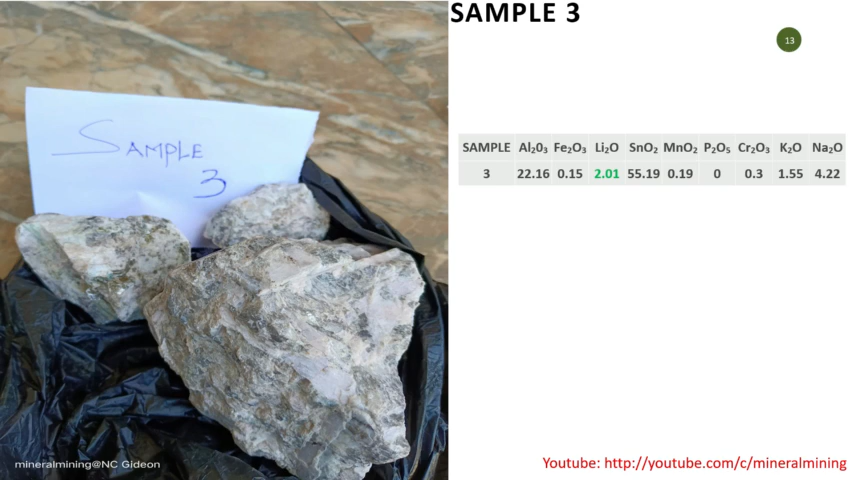 SAMPLE 3
13
SAMPLE
3
SAMPLE Al₂0₃ Fe₂O₃ Li₂O SnO₂ MnO₂ P₂O₅ Cr₂O₃ K₂O Na₂O
3 22.16 0.15 2.01 55.19 0.19 0 0.3 1.55 4.22
mineralmining@NC Gideon
Youtube: http://youtube.com/c/mineralmining